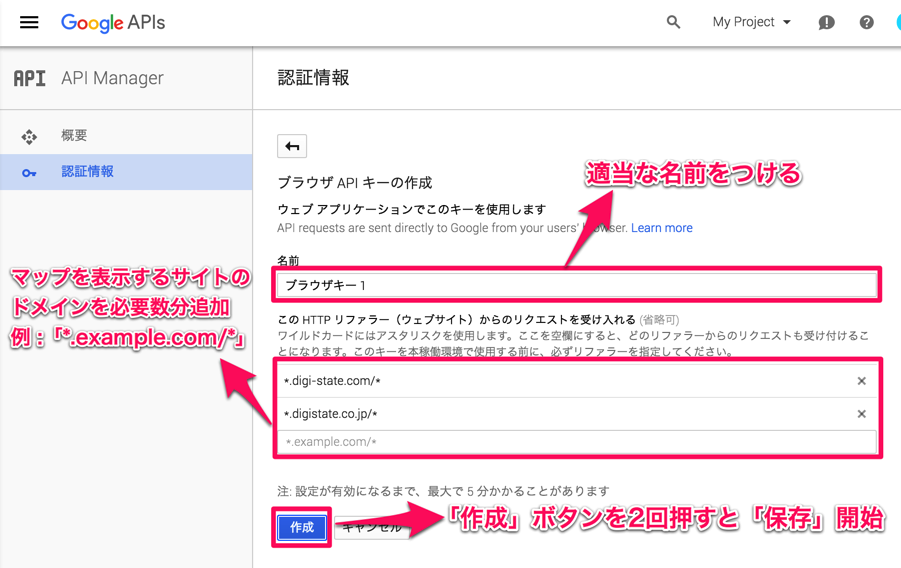 Google APIs
My Project
API API Manager
認証情報
概要
認証情報
ブラウザ API キーの作成
適当な名前をつける
ウェブ アプリケーションでこのキーを使用します
API requests are sent directly to Google from your users' browser. Learn more
名前
ブラウザキー 1
マップを表示するサイトの
ドメインを必要数分追加
例：「*.example.com/*」
この HTTP リファラー（ウェブサイト）からのリクエストを受け入れる (省略可)
ワイルドカードにはアスタリスクを使用します。ここを空欄にすると、どのリファラーからのリクエストも受け付けるこ
とになります。このキーを本稼働環境で使用する前に、必ずリファラーを指定してください。
*.digi-state.com/*
*.digistate.co.jp/*
*.example.com/*
注: 設定が有効になるまで、最大で 5 分かかることがあります
作成
キャンセル
「作成」ボタンを2回押すと「保存」開始